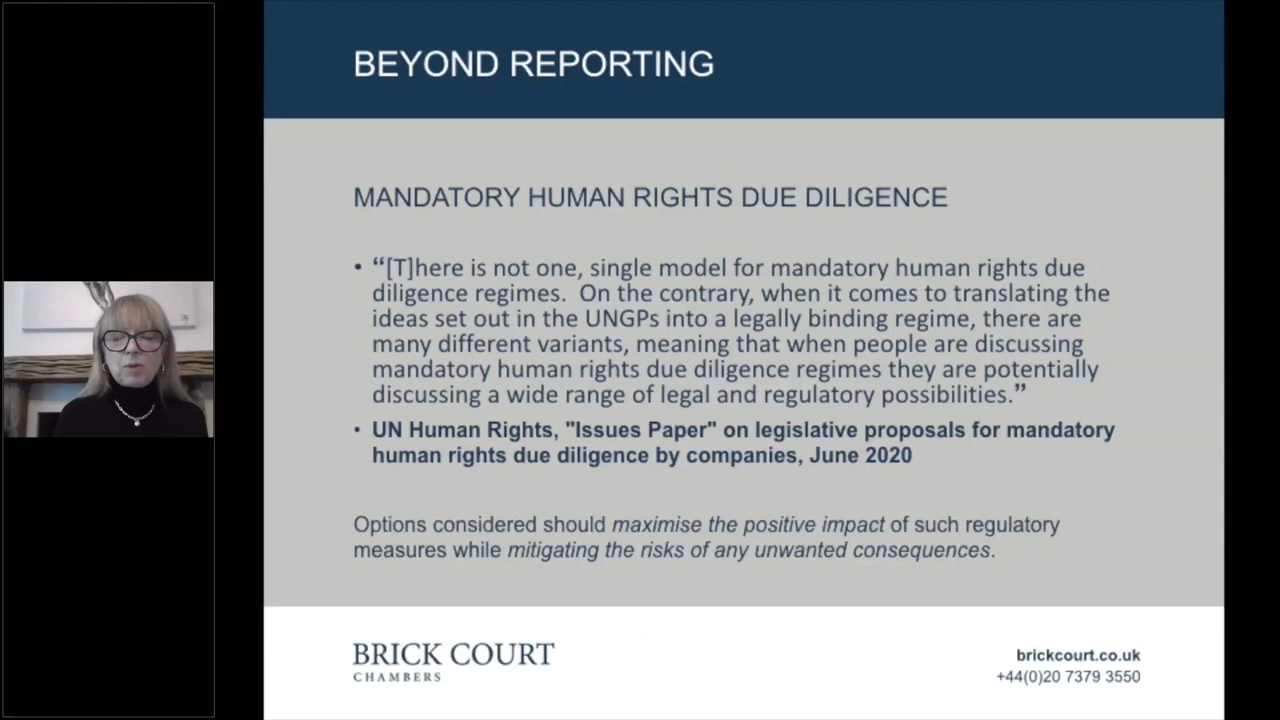 BEYOND REPORTING
MANDATORY HUMAN RIGHTS DUE DILIGENCE
• “[T]here is not one, single model for mandatory human rights due
diligence regimes.  On the contrary, when it comes to translating the
ideas set out in the UNGPs into a legally binding regime, there are
many different variants, meaning that when people are discussing
mandatory human rights due diligence regimes they are potentially
discussing a wide range of legal and regulatory possibilities.”
• UN Human Rights, "Issues Paper" on legislative proposals for mandatory
human rights due diligence by companies, June 2020
Options considered should maximise the positive impact of such regulatory
measures while mitigating the risks of any unwanted consequences.
BRICK COURT
CHAMBERS
brickcourt.co.uk
+44(0)20 7379 3550